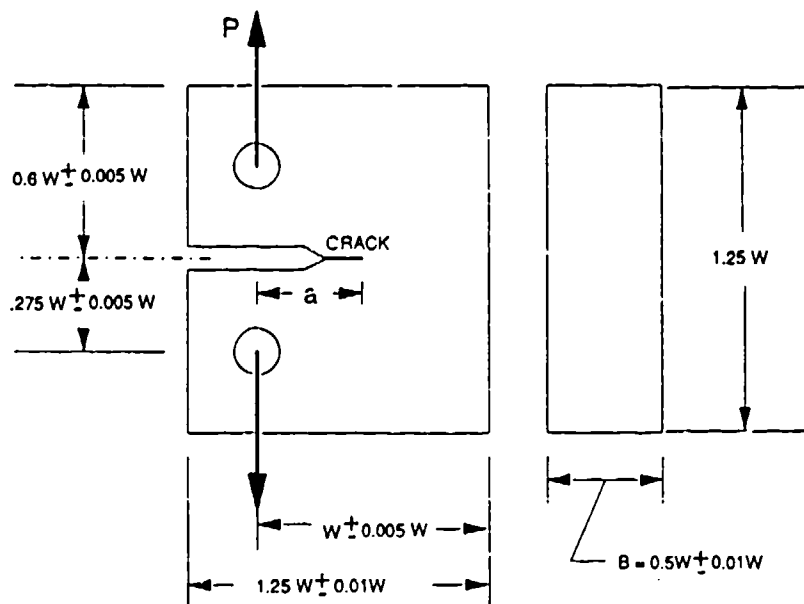 P
0.6 W ± 0.005 W
CRACK
1.25 W
.275 W ± 0.005 W
a
W ± 0.005 W
B = 0.5W ± 0.01W
1.25 W ± 0.01W